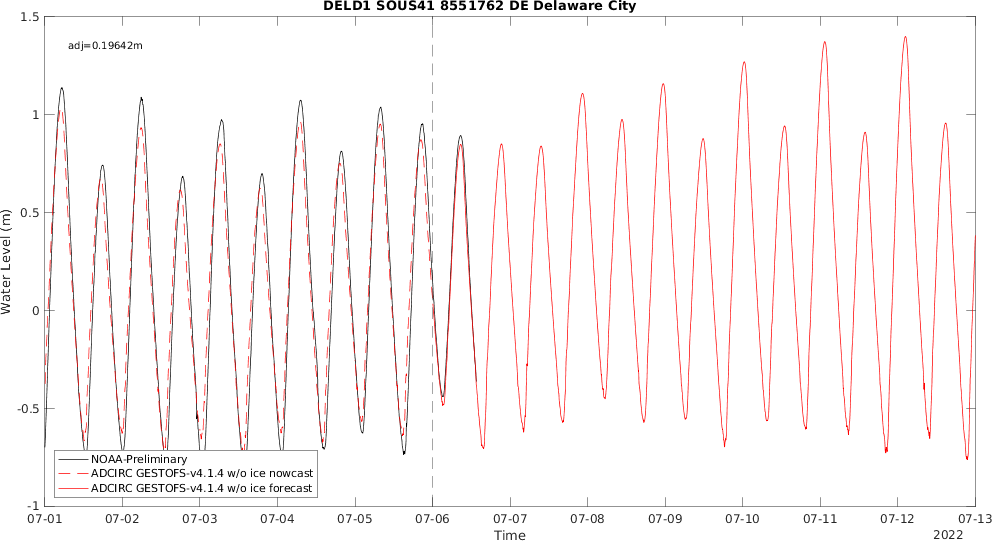 DELD1 SOUS41 8551762 DE Delaware City
adj=0.19642m
Water Level (m)
1.5
1
0.5
0
-0.5
-1
NOAA-Preliminary
ADCIRC GESTOFS-v4.1.4 w/o ice nowcast
ADCIRC GESTOFS-v4.1.4 w/o ice forecast
07-01 07-02 07-03 07-04 07-05 07-06 07-07 07-08 07-09 07-10 07-11 07-12 07-13
Time
2022